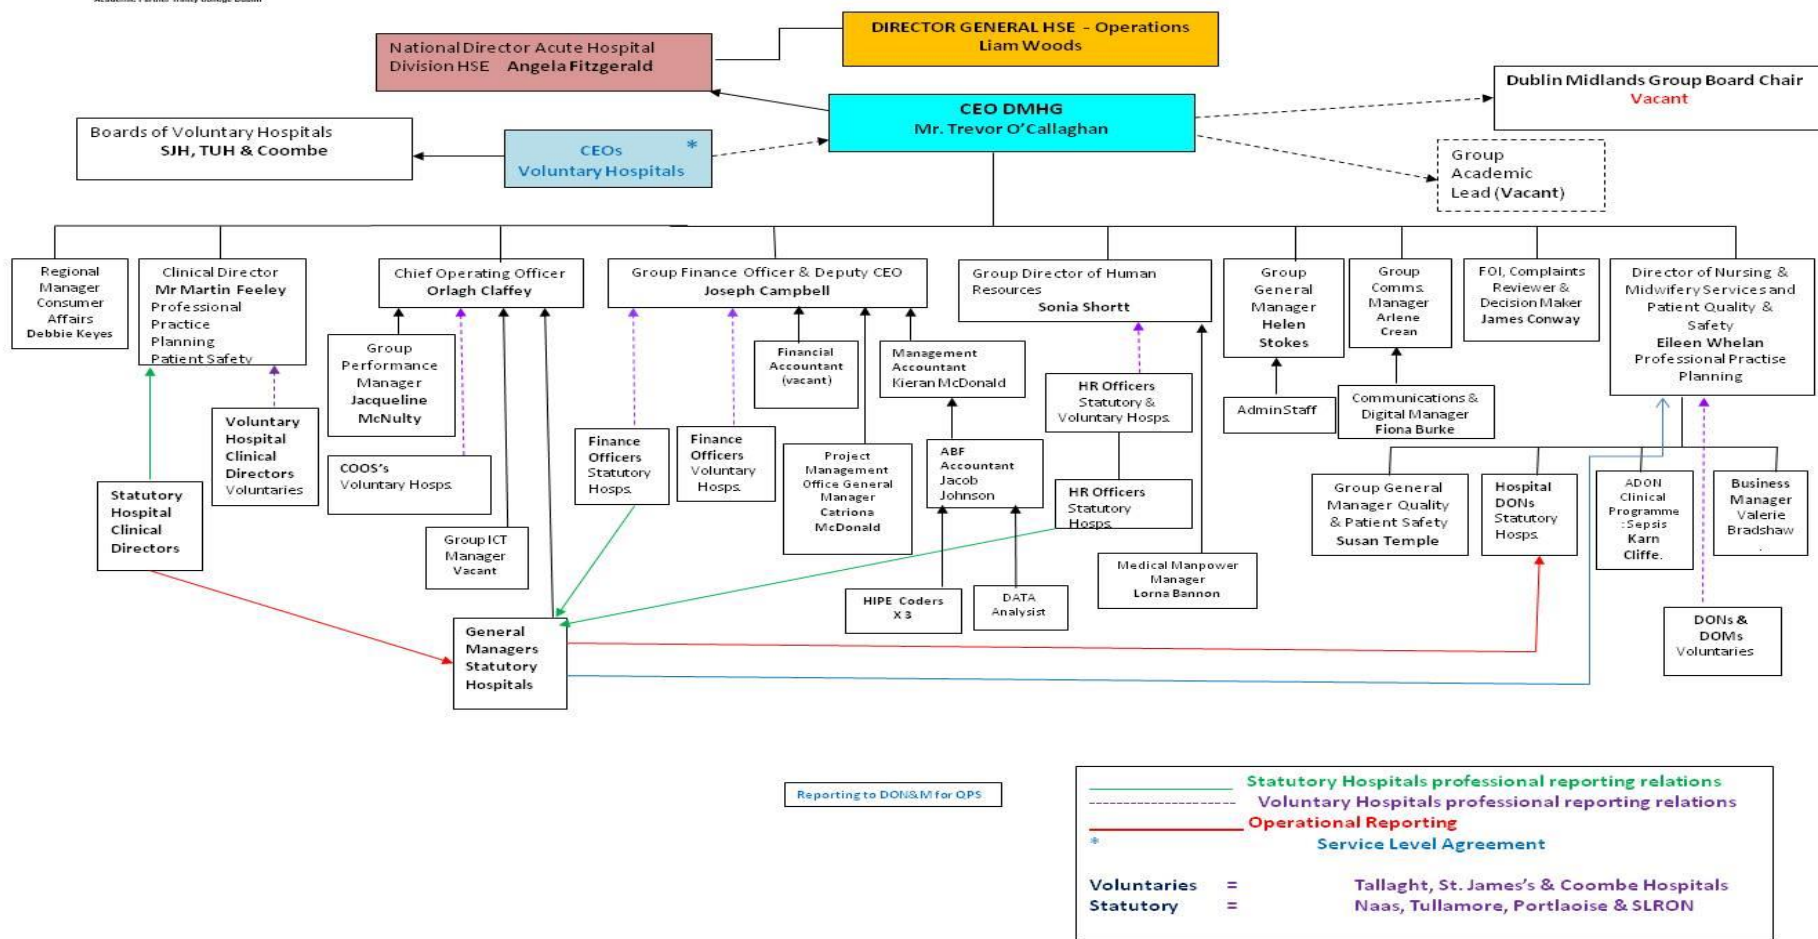 Academic Partner Trinity College Dublin
DIRECTOR GENERAL HSE - Operations
Liam Woods
National Director Acute Hospital
Division HSE Angela Fitzgerald
Dublin Midlands Group Board Chair
Vacant
CEO DMHG
Mr. Trevor O'Callaghan
Boards of Voluntary Hospitals
SJH, TUH & Coombe
CEOs *
Voluntary Hospitals
Group
Academic
Lead (Vacant)
Regional
Manager
Consumer
Affairs
Debbie Keyes
Clinical Director
Mr Martin Feeley
Professional
Practice
Planning
Patient Safety
Chief Operating Officer
Orlagh Claffey
Group Finance Officer & Deputy CEO
Joseph Campbell
Group Director of Human
Resources
Sonia Shortt
Group
General
Manager
Helen
Stokes
Group
Comms.
Manager
Arlene
Crean
FOI, Complaints
Reviewer &
Decision Maker
James Conway
Director of Nursing &
Midwifery Services and
Patient Quality &
Safety
Eileen Whelan
Professional Practise
Planning
Group
Performance
Manager
Jacqueline
McNulty
Financial
Accountant
(vacant)
Management
Accountant
Kieran McDonald
HR Officers
Statutory &
Voluntary Hosps.
Admin Staff
Communications &
Digital Manager
Fiona Burke
Voluntary
Hospital
Clinical
Directors
Voluntaries
COOS's
Voluntary Hosps.
Finance
Officers
Statutory
Hosps.
Finance
Officers
Voluntary
Hosps.
Project
Management
Office General
Manager
Catriona
McDonald
ABF
Accountant
Jacob
Johnson
HR Officers
Statutory
Hosps.
Statutory
Hospital
Clinical
Directors
Group ICT
Manager
Vacant
Group General
Manager Quality
& Patient Safety
Susan Temple
Hospital
DONs
Statutory
Hosps.
ADON
Clinical
Programme
: Sepsis
Karn
Cliffe.
Business
Manager
Valerie
Bradshaw
.
Medical Manpower
Manager
Lorna Bannon
HIPE Coders
X 3
DATA
Analysist
General
Managers
Statutory
Hospitals
DONs &
DOMs
Voluntaries
Reporting to DON&M for QPS
Statutory Hospitals professional reporting relations
Voluntary Hospitals professional reporting relations
Operational Reporting
* Service Level Agreement
Voluntaries = Tallaght, St. James's & Coombe Hospitals
Statutory = Naas, Tullamore, Portlaoise & SLRON